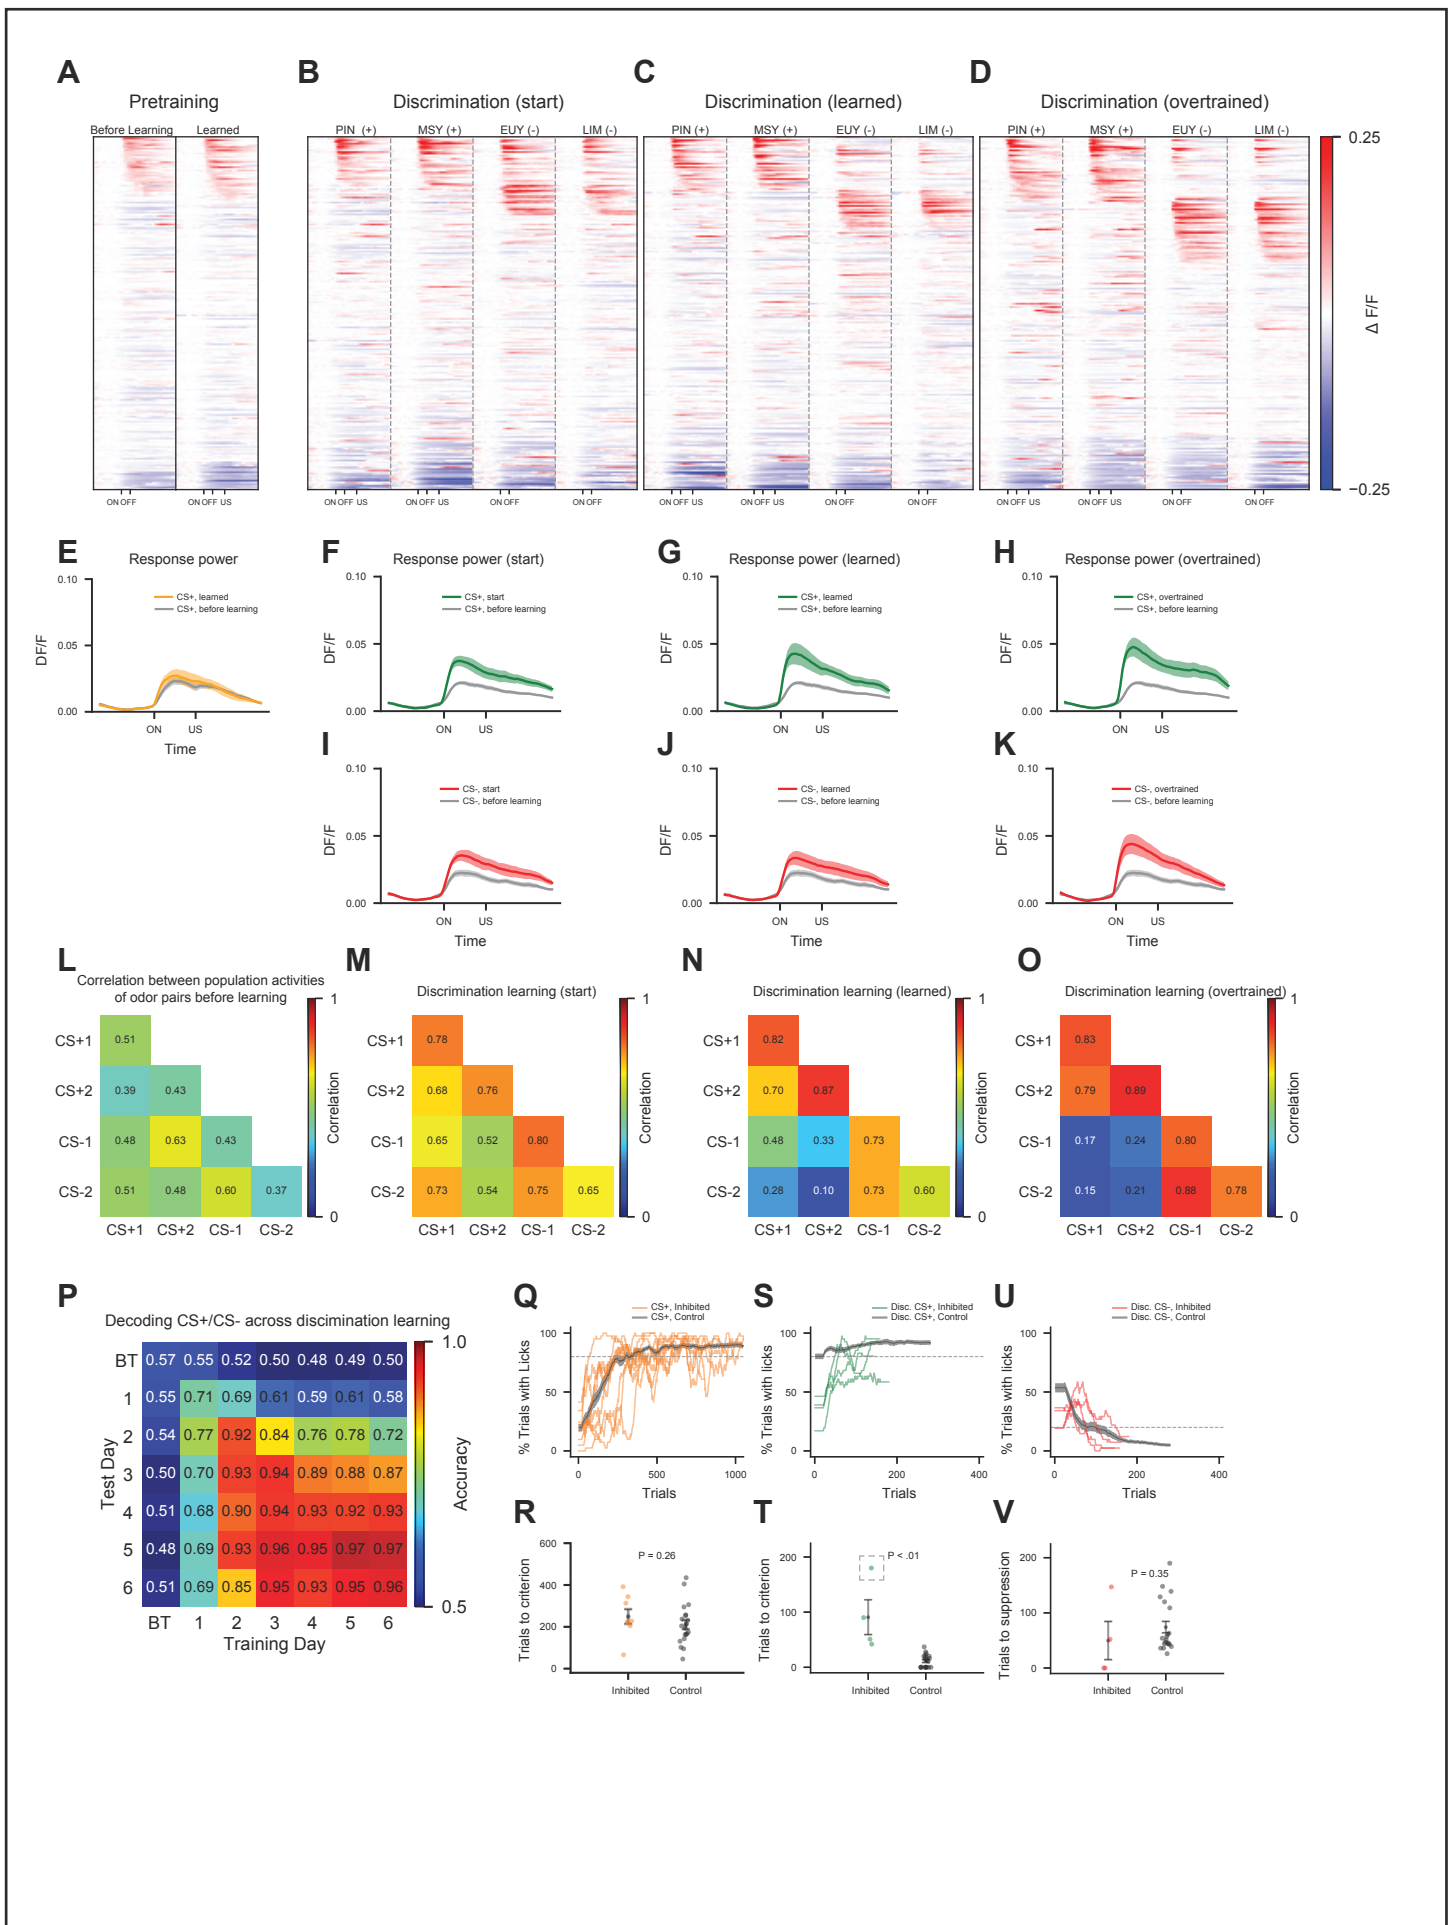 A
B
C
D
Pretraining
Discrimination (start)
Discrimination (learned)
Discrimination (overtrained)
Before Learning Learned
PIN (+) MSY (+) EUY (-) LIM (-)
PIN (+) MSY (+) EUY (-) LIM (-)
PIN (+) MSY (+) EUY (-) LIM (-)
0.25
Δ F/F
−0.25
ON OFF ON OFF US
ON OFF US ON OFF US ON OFF ON OFF
ON OFF US ON OFF US ON OFF ON OFF
ON OFF US ON OFF US ON OFF ON OFF
E
Response power
0.10
0.05
0.00
DF/F
CS+, learned
CS+, before learning
ON US
Time
F
Response power (start)
0.10
0.05
0.00
DF/F
CS+, start
CS+, before learning
ON US
G
Response power (learned)
0.10
0.05
0.00
DF/F
CS+, learned
CS+, before learning
ON US
H
Response power (overtrained)
0.10
0.05
0.00
DF/F
CS+, overtrained
CS+, before learning
ON US
I
0.10
0.05
0.00
DF/F
CS-, start
CS-, before learning
ON US
Time
J
0.10
0.05
0.00
DF/F
CS-, learned
CS-, before learning
ON US
Time
K
0.10
0.05
0.00
DF/F
CS-, overtrained
CS-, before learning
ON US
Time
L
Correlation between population activities
of odor pairs before learning
CS+1 0.51
CS+2 0.39 0.43
CS-1 0.48 0.63 0.43
CS-2 0.51 0.48 0.60 0.37
CS+1 CS+2 CS-1 CS-2
1
Correlation
0
M
Discrimination learning (start)
CS+1 0.78
CS+2 0.68 0.76
CS-1 0.65 0.52 0.80
CS-2 0.73 0.54 0.75 0.65
CS+1 CS+2 CS-1 CS-2
1
Correlation
0
N
Discrimination learning (learned)
CS+1 0.82
CS+2 0.70 0.87
CS-1 0.48 0.33 0.73
CS-2 0.28 0.10 0.73 0.60
CS+1 CS+2 CS-1 CS-2
1
Correlation
0
O
Discrimination learning (overtrained)
CS+1 0.83
CS+2 0.79 0.89
CS-1 0.17 0.24 0.80
CS-2 0.15 0.21 0.88 0.78
CS+1 CS+2 CS-1 CS-2
1
Correlation
0
P
Decoding CS+/CS- across discimination learning
BT 0.57 0.55 0.52 0.50 0.48 0.49 0.50
1 0.55 0.71 0.69 0.61 0.59 0.61 0.58
2 0.54 0.77 0.92 0.84 0.76 0.78 0.72
3 0.50 0.70 0.93 0.94 0.89 0.88 0.87
4 0.51 0.68 0.90 0.94 0.93 0.92 0.93
5 0.48 0.69 0.93 0.96 0.95 0.97 0.97
6 0.51 0.69 0.85 0.95 0.93 0.95 0.96
BT 1 2 3 4 5 6
Test Day
Training Day
1.0
Accuracy
0.5
Q
CS+, Inhibited
CS+, Control
100
50
0
% Trials with Licks
0 500 1000
Trials
S
Disc. CS+, Inhibited
Disc. CS+, Control
100
50
0
% Trials with licks
0 200 400
Trials
U
Disc. CS-, Inhibited
Disc. CS-, Control
100
50
0
% Trials with licks
0 200 400
Trials
R
600
400
200
0
Trials to criterion
P = 0.26
Inhibited Control
T
200
100
0
Trials to criterion
P < .01
Inhibited Control
V
200
100
0
Trials to suppression
P = 0.35
Inhibited Control